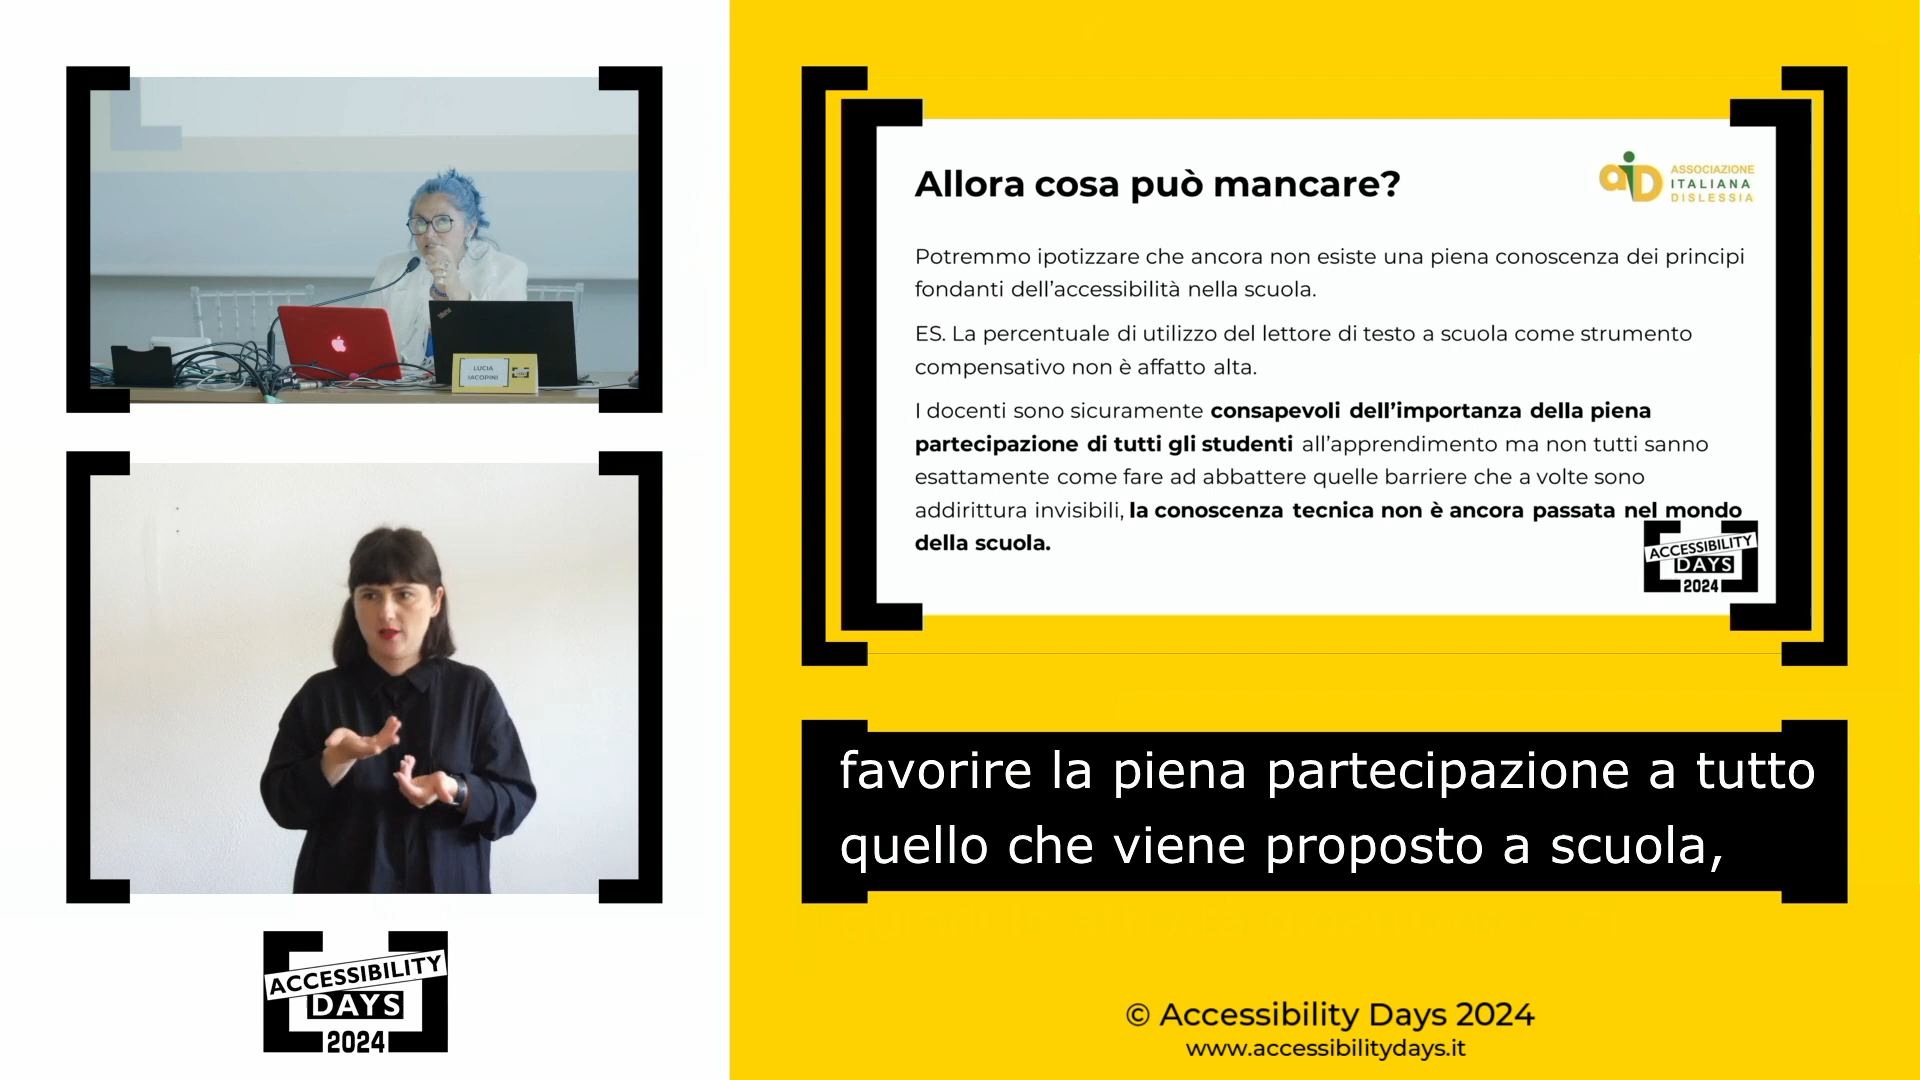 LUCIA
IACOPINI
ACCESSIBILITY
DAYS
2024
Allora cosa può mancare?
ASSOCIAZIONE
ITALIANA
DISLESSIA
Potremmo ipotizzare che ancora non esiste una piena conoscenza dei principi
fondanti dell’accessibilità nella scuola.
ES. La percentuale di utilizzo del lettore di testo a scuola come strumento
compensativo non è affatto alta.
I docenti sono sicuramente consapevoli dell’importanza della piena
partecipazione di tutti gli studenti all’apprendimento ma non tutti sanno
esattamente come fare ad abbattere quelle barriere che a volte sono
addirittura invisibili, la conoscenza tecnica non è ancora passata nel mondo
della scuola.
ACCESSIBILITY
DAYS
2024
favorire la piena partecipazione a tutto
quello che viene proposto a scuola,
© Accessibility Days 2024
www.accessibilitydays.it